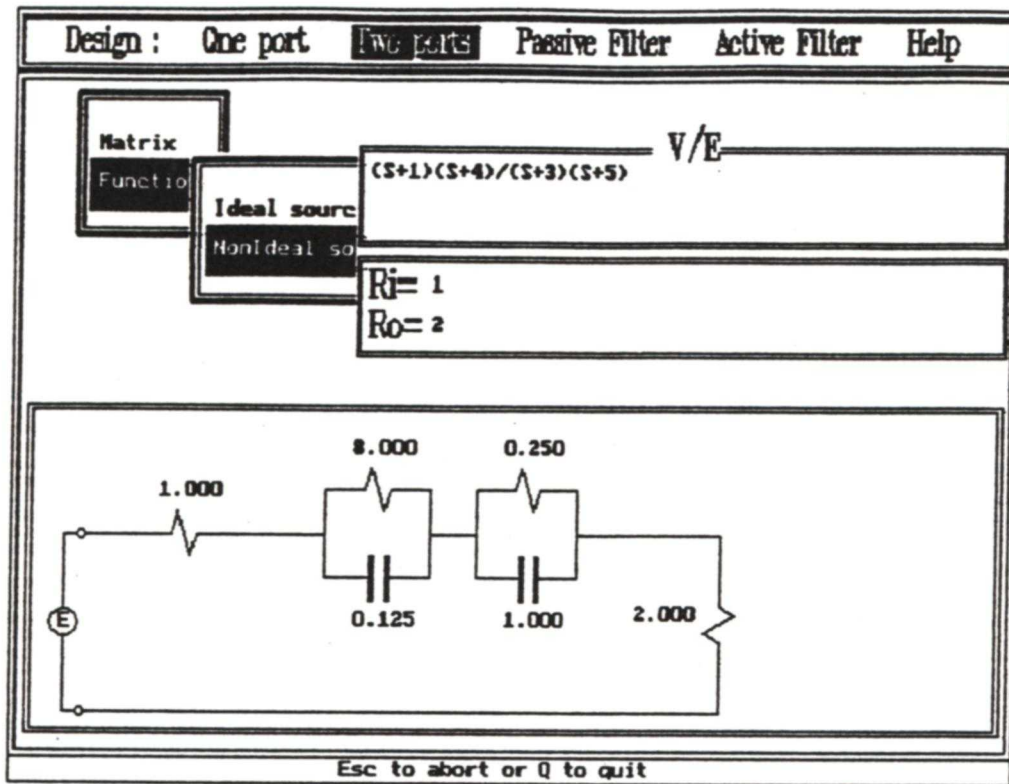 Design : One port Two ports Passive Filter Active Filter Help
Matrix
Functio
Ideal sourc
NonIdeal so
V/E
(S+1)(S+4)/(S+3)(S+5)
Ri= 1
Ro= 2
8.000 0.250
1.000
0.125 1.000 2.000
E
Esc to abort or Q to quit